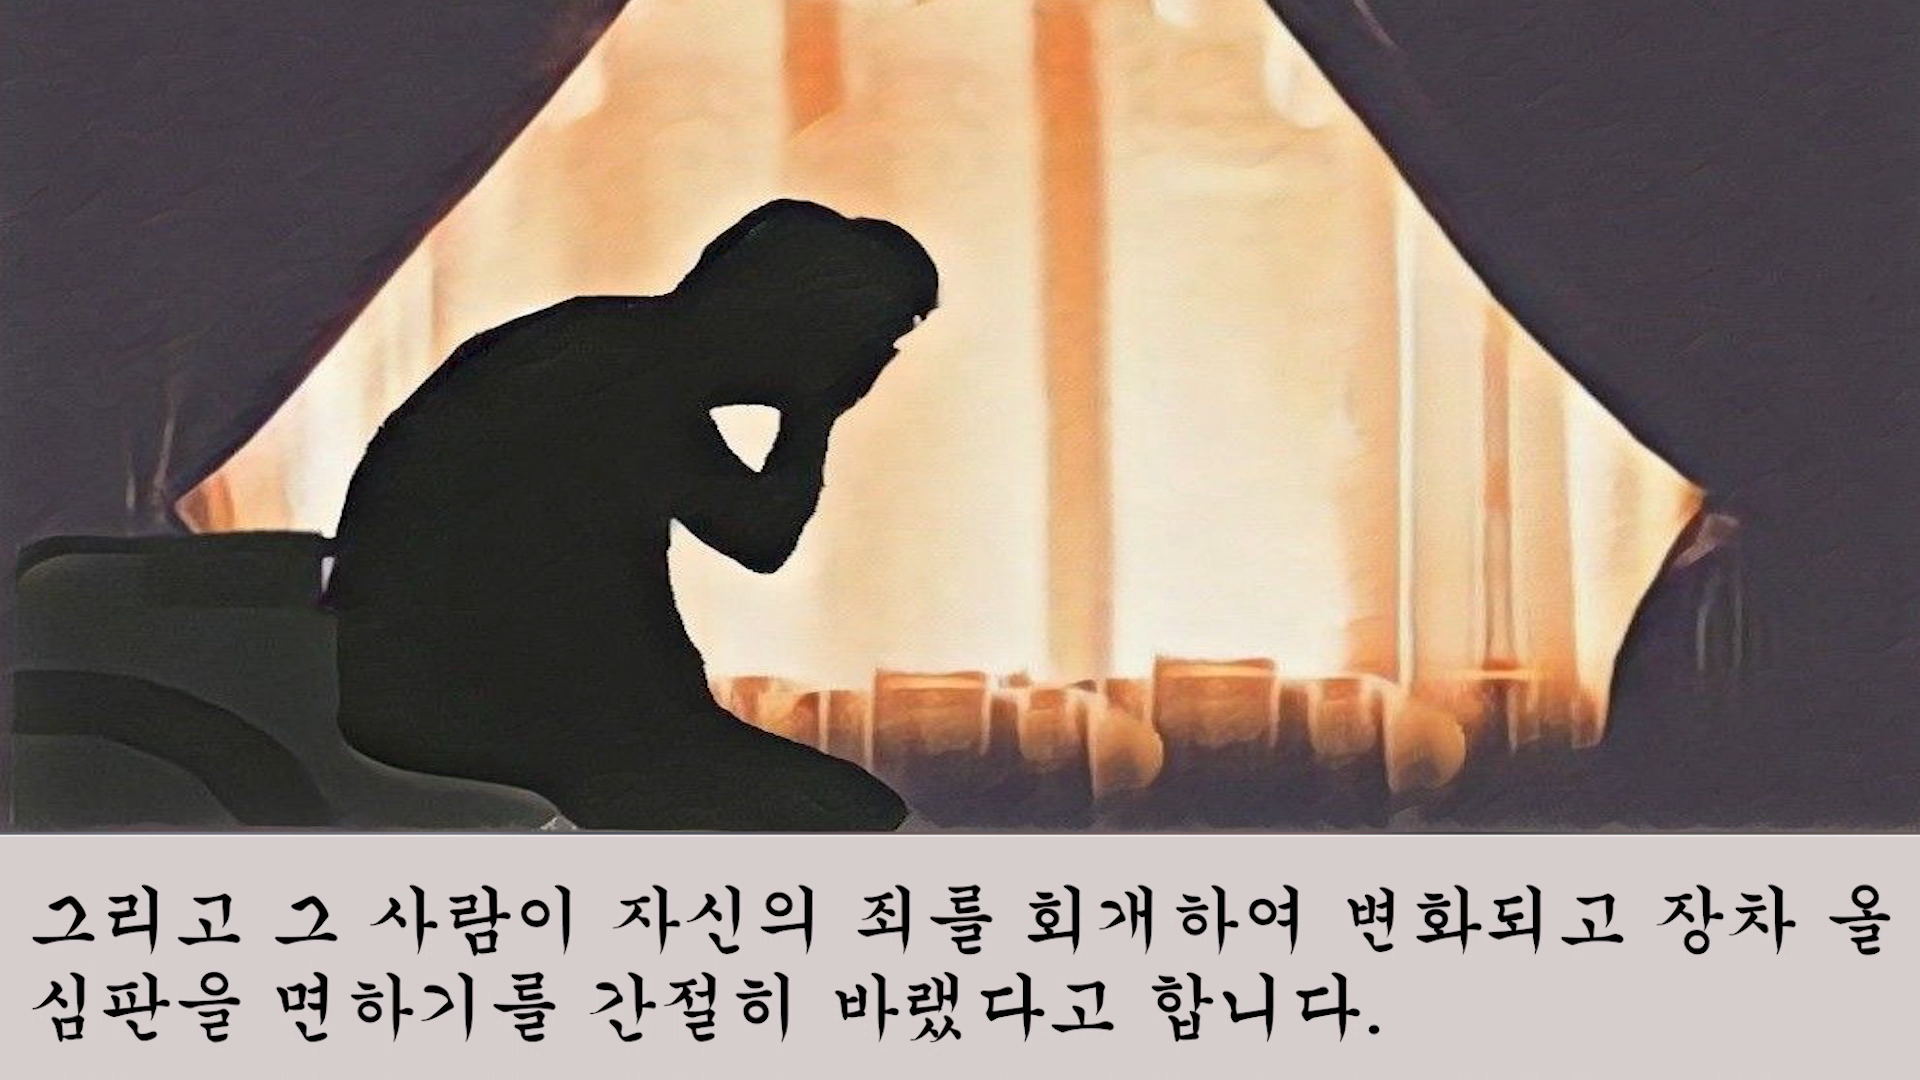 그리고 그 사람이 자신의 죄를 회개하여 변화되고 장차 올
심판을 면하기를 간절히 바랬다고 합니다.